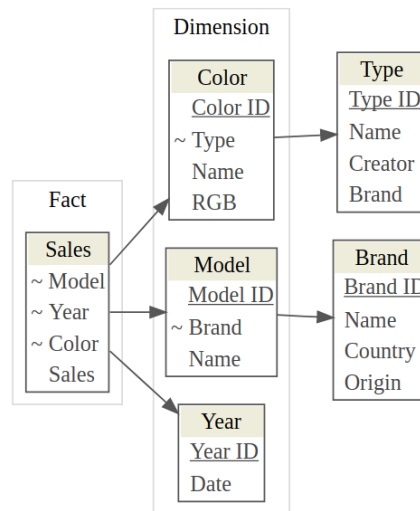 Fact
Sales
~ Model
~ Year
~ Color
Sales
Dimension
Color
Color ID
~ Type
Name
RGB
Model
Model ID
~ Brand
Name
Year
Year ID
Date
Type
Type ID
Name
Creator
Brand
Brand
Brand ID
Name
Country
Origin